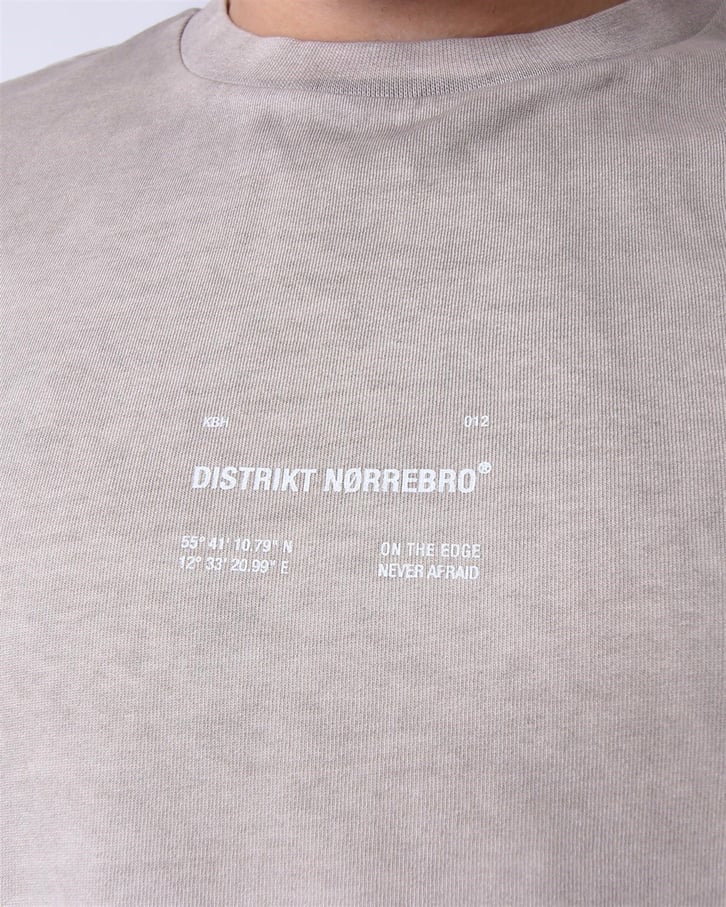 KBH 012
DISTRIKT NØRREBRO®
55° 41' 10.79" N ON THE EDGE
12° 33' 20.99" E NEVER AFRAID